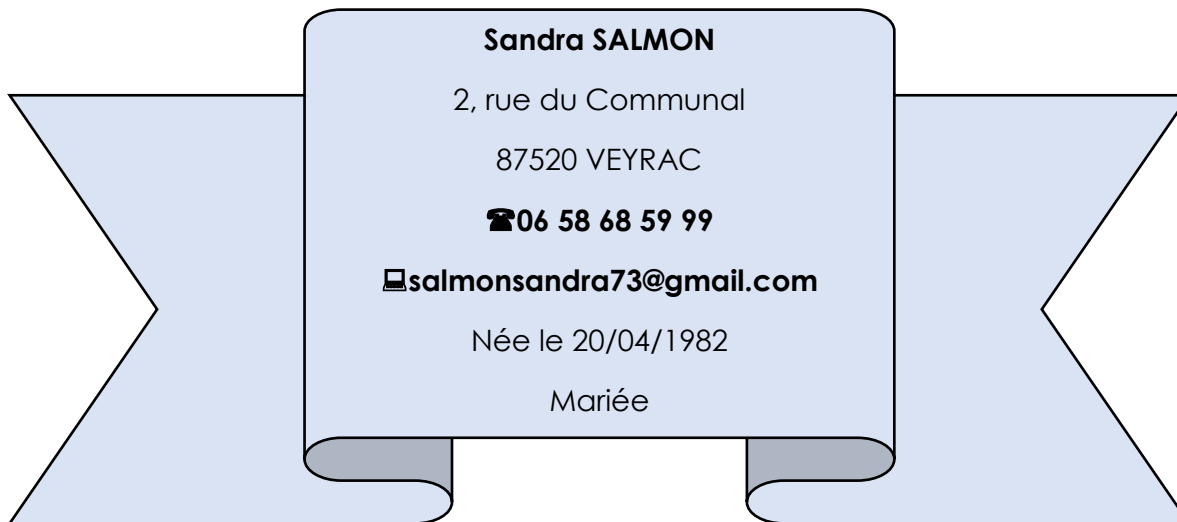 Sandra SALMON
2, rue du Communal
87520 VEYRAC
☎06 58 68 59 99
💻salmonsandra73@gmail.com
Née le 20/04/1982
Mariée